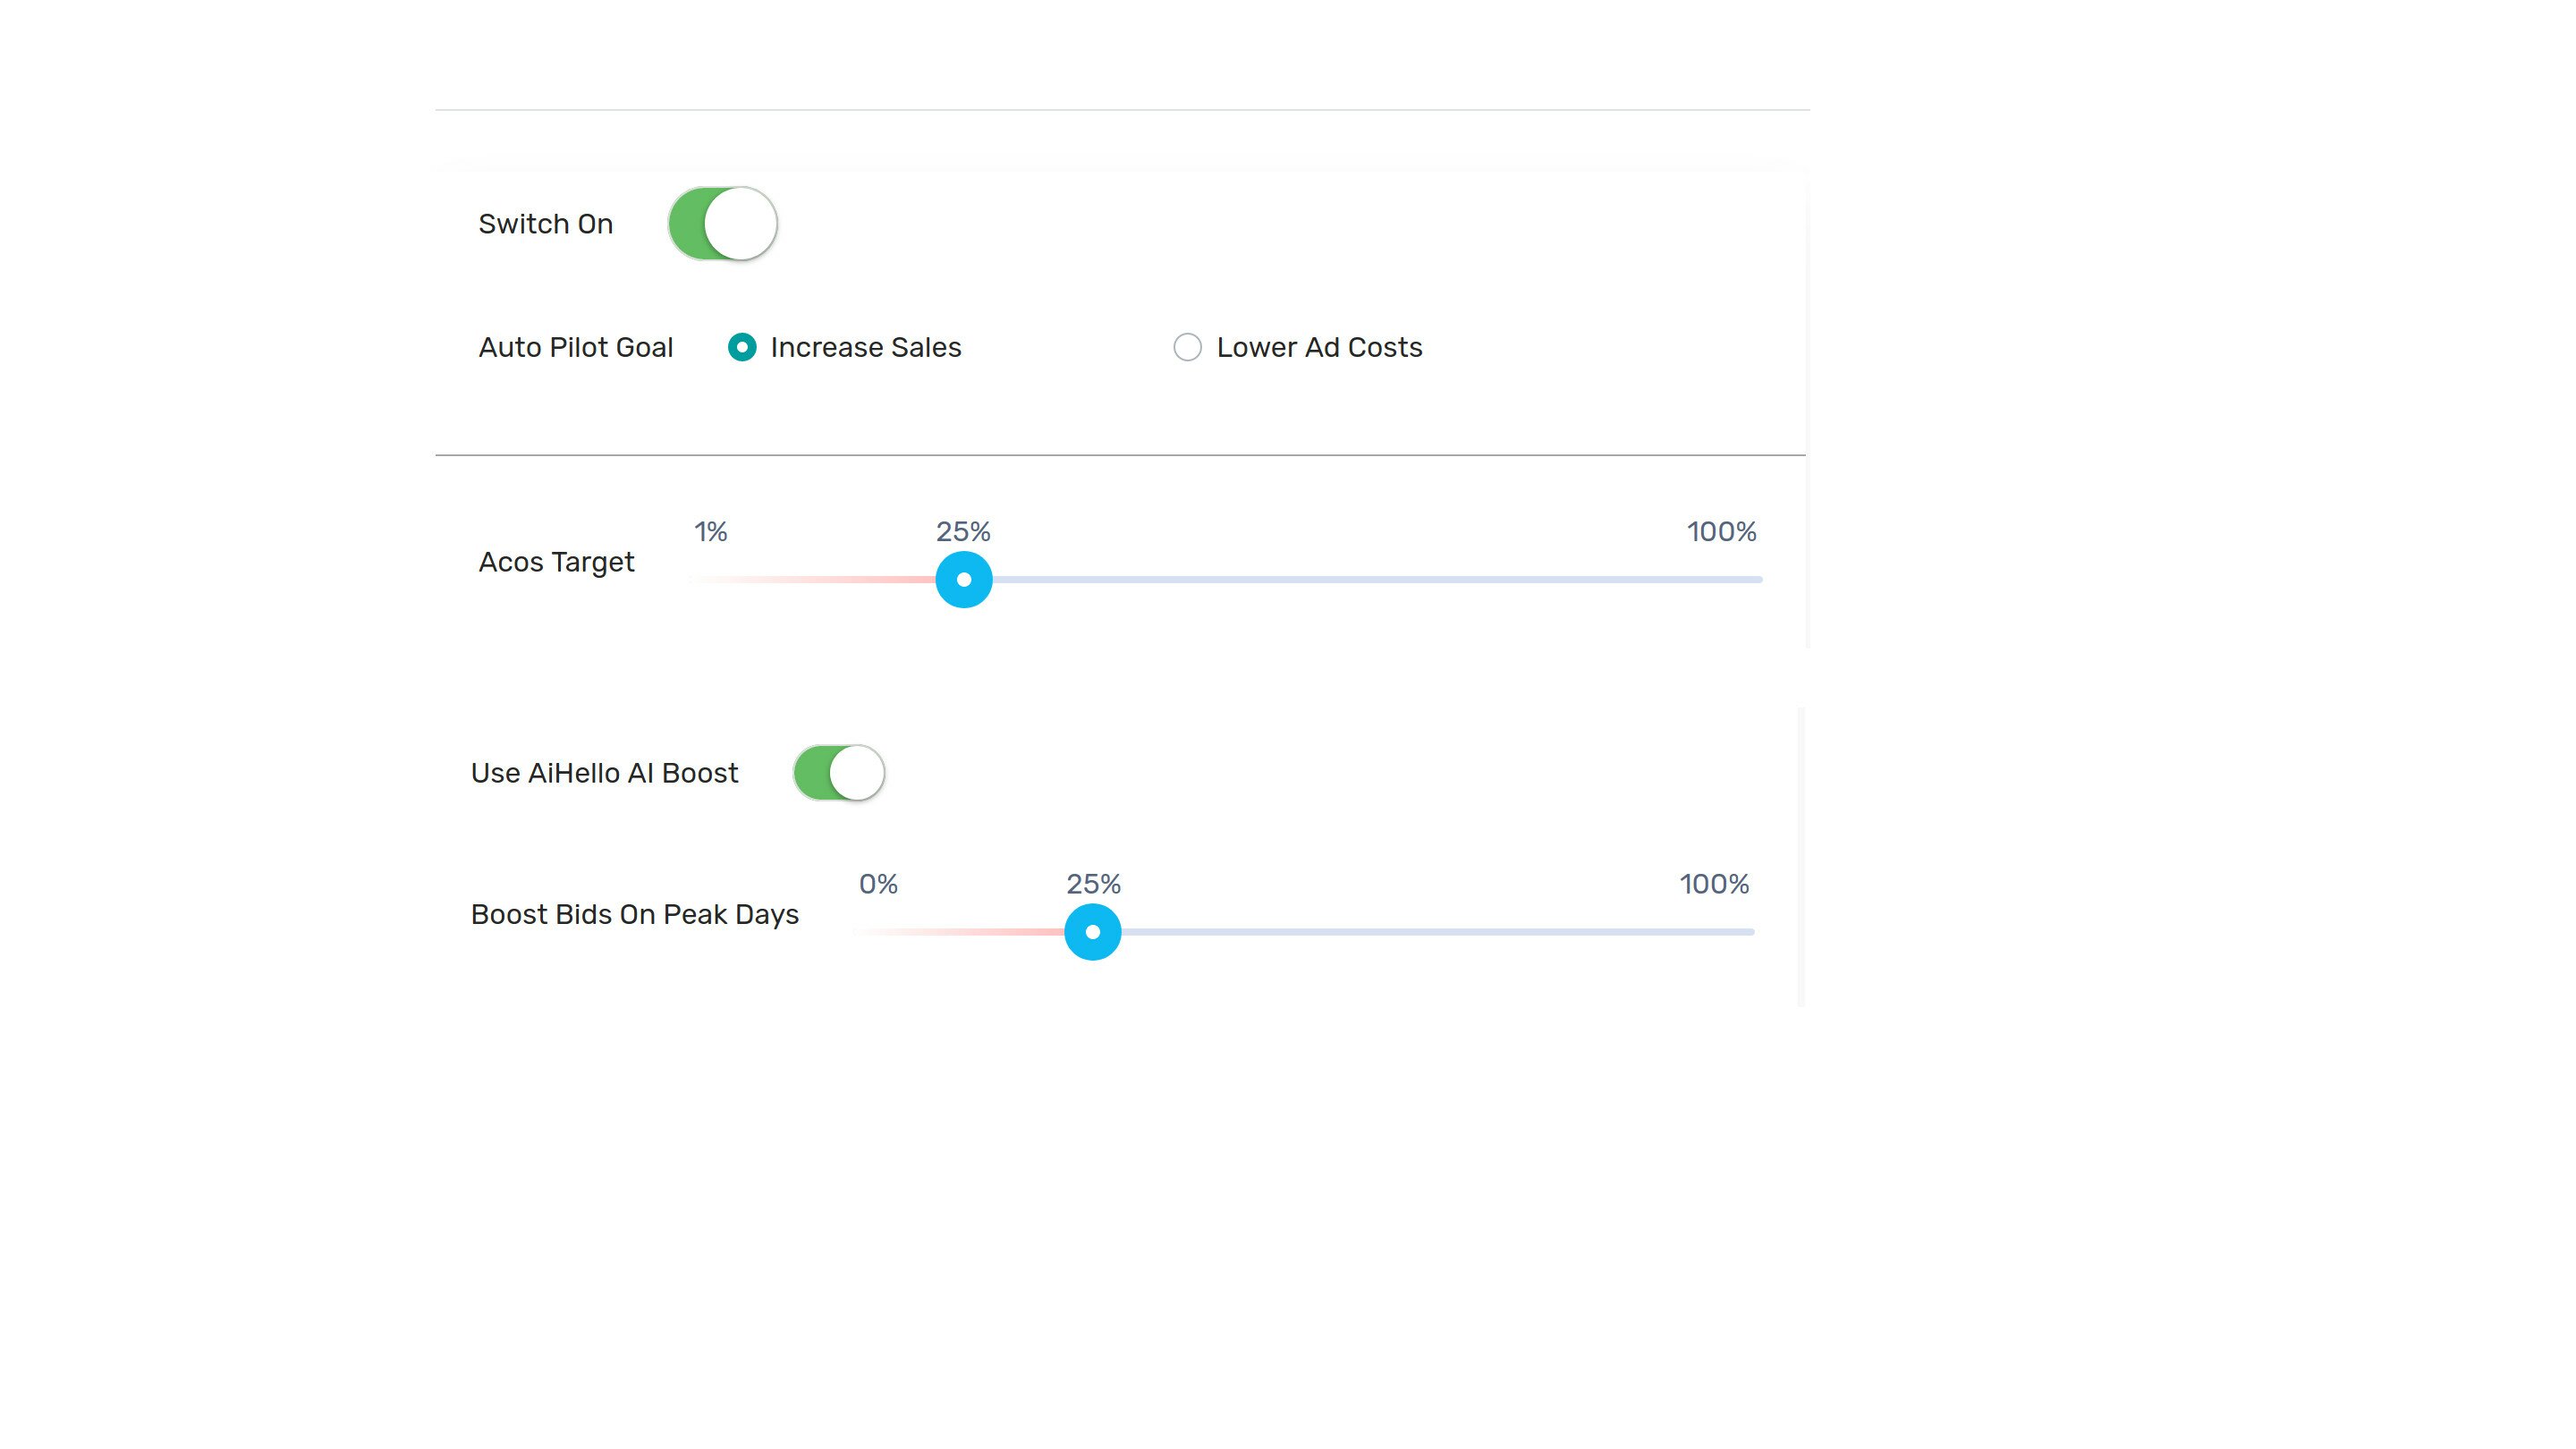 Switch On
Auto Pilot Goal Increase Sales Lower Ad Costs
1% 25% 100%
Acos Target
Use AiHello AI Boost
0% 25% 100%
Boost Bids On Peak Days